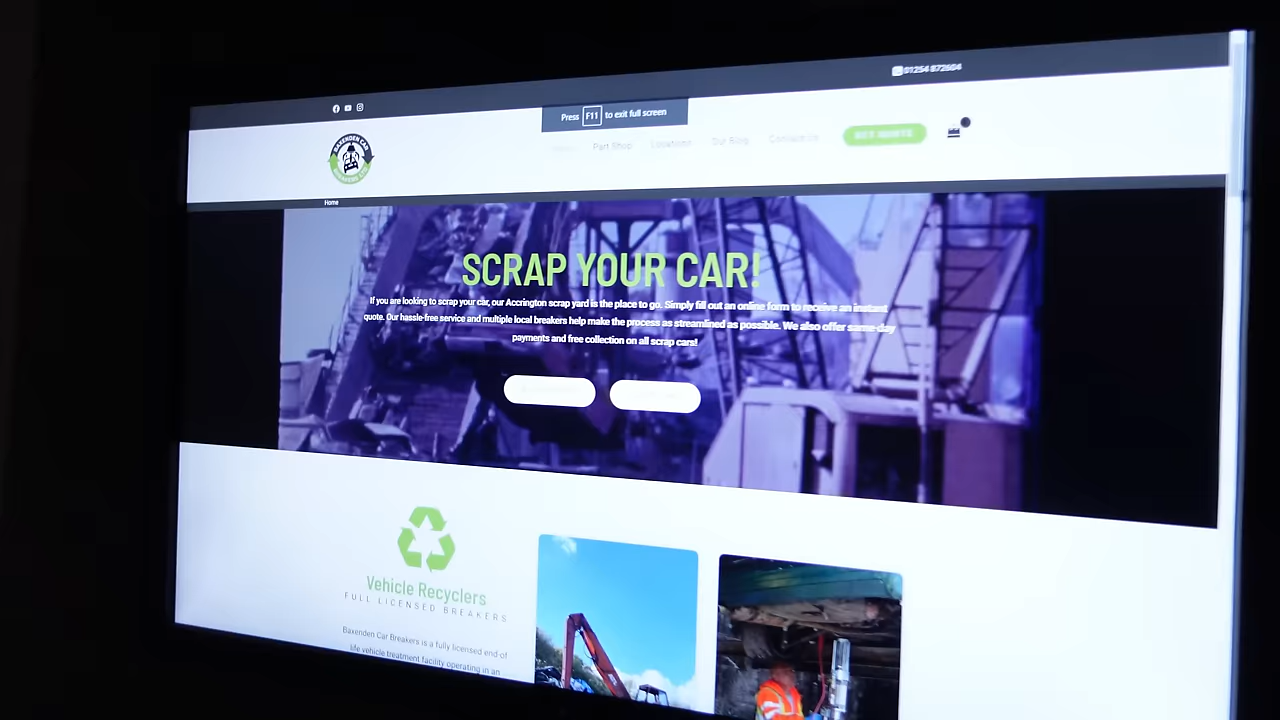 01254 872604
Press F11 to exit full screen
BAXENDEN CAR
BREAKERS LTD
Part Shop Locations Our Blog Contact Us GET QUOTE
Home
SCRAP YOUR CAR!
If you are looking to scrap your car, our Accrington scrap yard is the place to go. Simply fill out an online form to receive an instant
quote. Our hassle-free service and multiple local breakers help make the process as streamlined as possible. We also offer same-day
payments and free collection on all scrap cars!
Vehicle Recyclers
FULL LICENSED BREAKERS
Baxenden Car Breakers is a fully licensed end of
life vehicle treatment facility operating in an